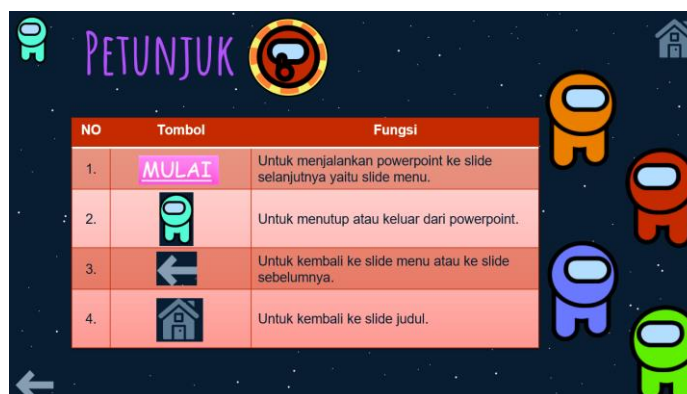 PETUNJUK
NO Tombol Fungsi
1. MULAI Untuk menjalankan powerpoint ke slide
selanjutnya yaitu slide menu.
2. Untuk menutup atau keluar dari powerpoint.
3. Untuk kembali ke slide menu atau ke slide
sebelumnya.
4. Untuk kembali ke slide judul.